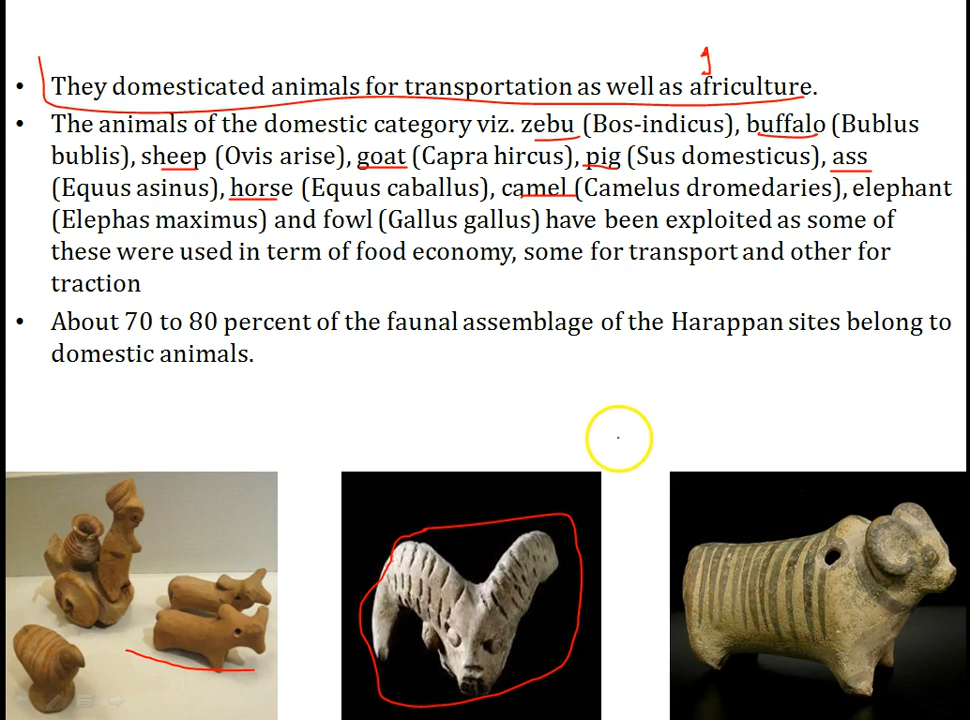 g
• They domesticated animals for transportation as well as africulture.
• The animals of the domestic category viz. zebu (Bos-indicus), buffalo (Bublus
bublis), sheep (Ovis arise), goat (Capra hircus), pig (Sus domesticus), ass
(Equus asinus), horse (Equus caballus), camel (Camelus dromedaries), elephant
(Elephas maximus) and fowl (Gallus gallus) have been exploited as some of
these were used in term of food economy, some for transport and other for
traction
• About 70 to 80 percent of the faunal assemblage of the Harappan sites belong to
domestic animals.